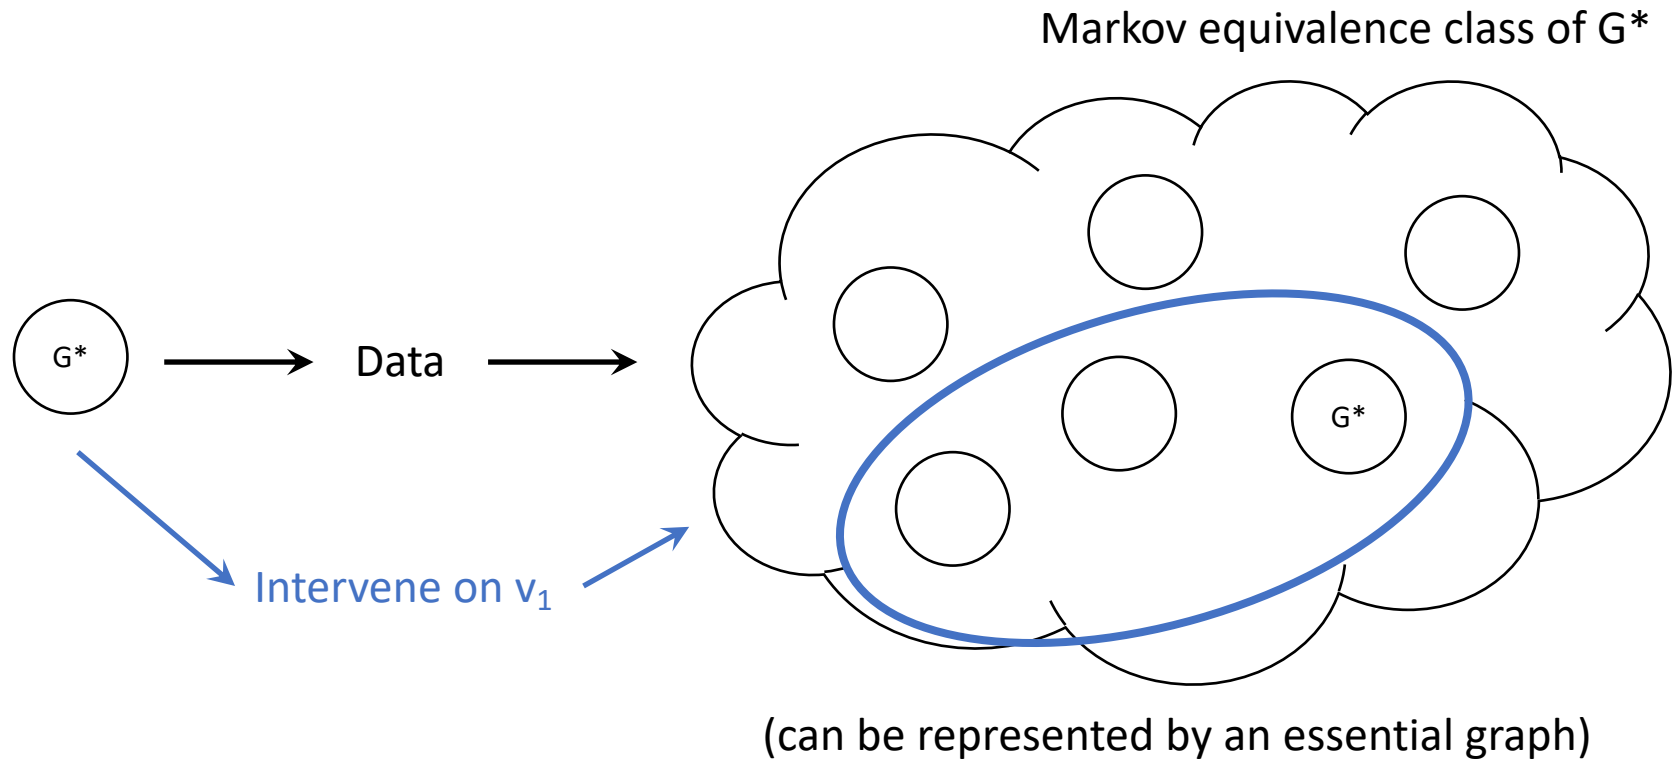 Markov equivalence class of G*
G*
Data
G*
Intervene on v₁
(can be represented by an essential graph)